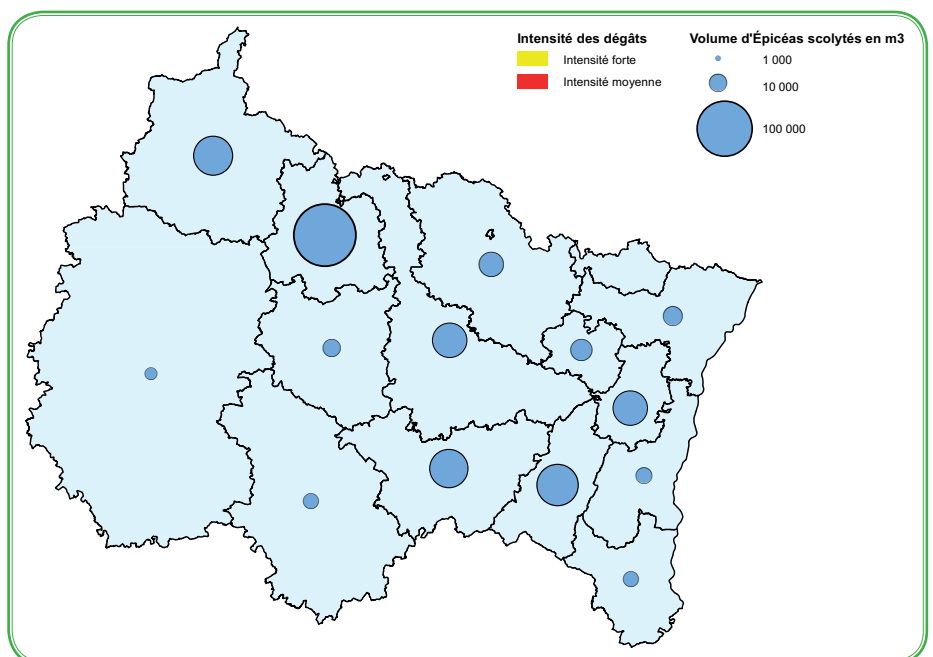 Intensité des dégâts
Intensité forte
Intensité moyenne
Volume d'Épicéas scolytés en m3
1 000
10 000
100 000